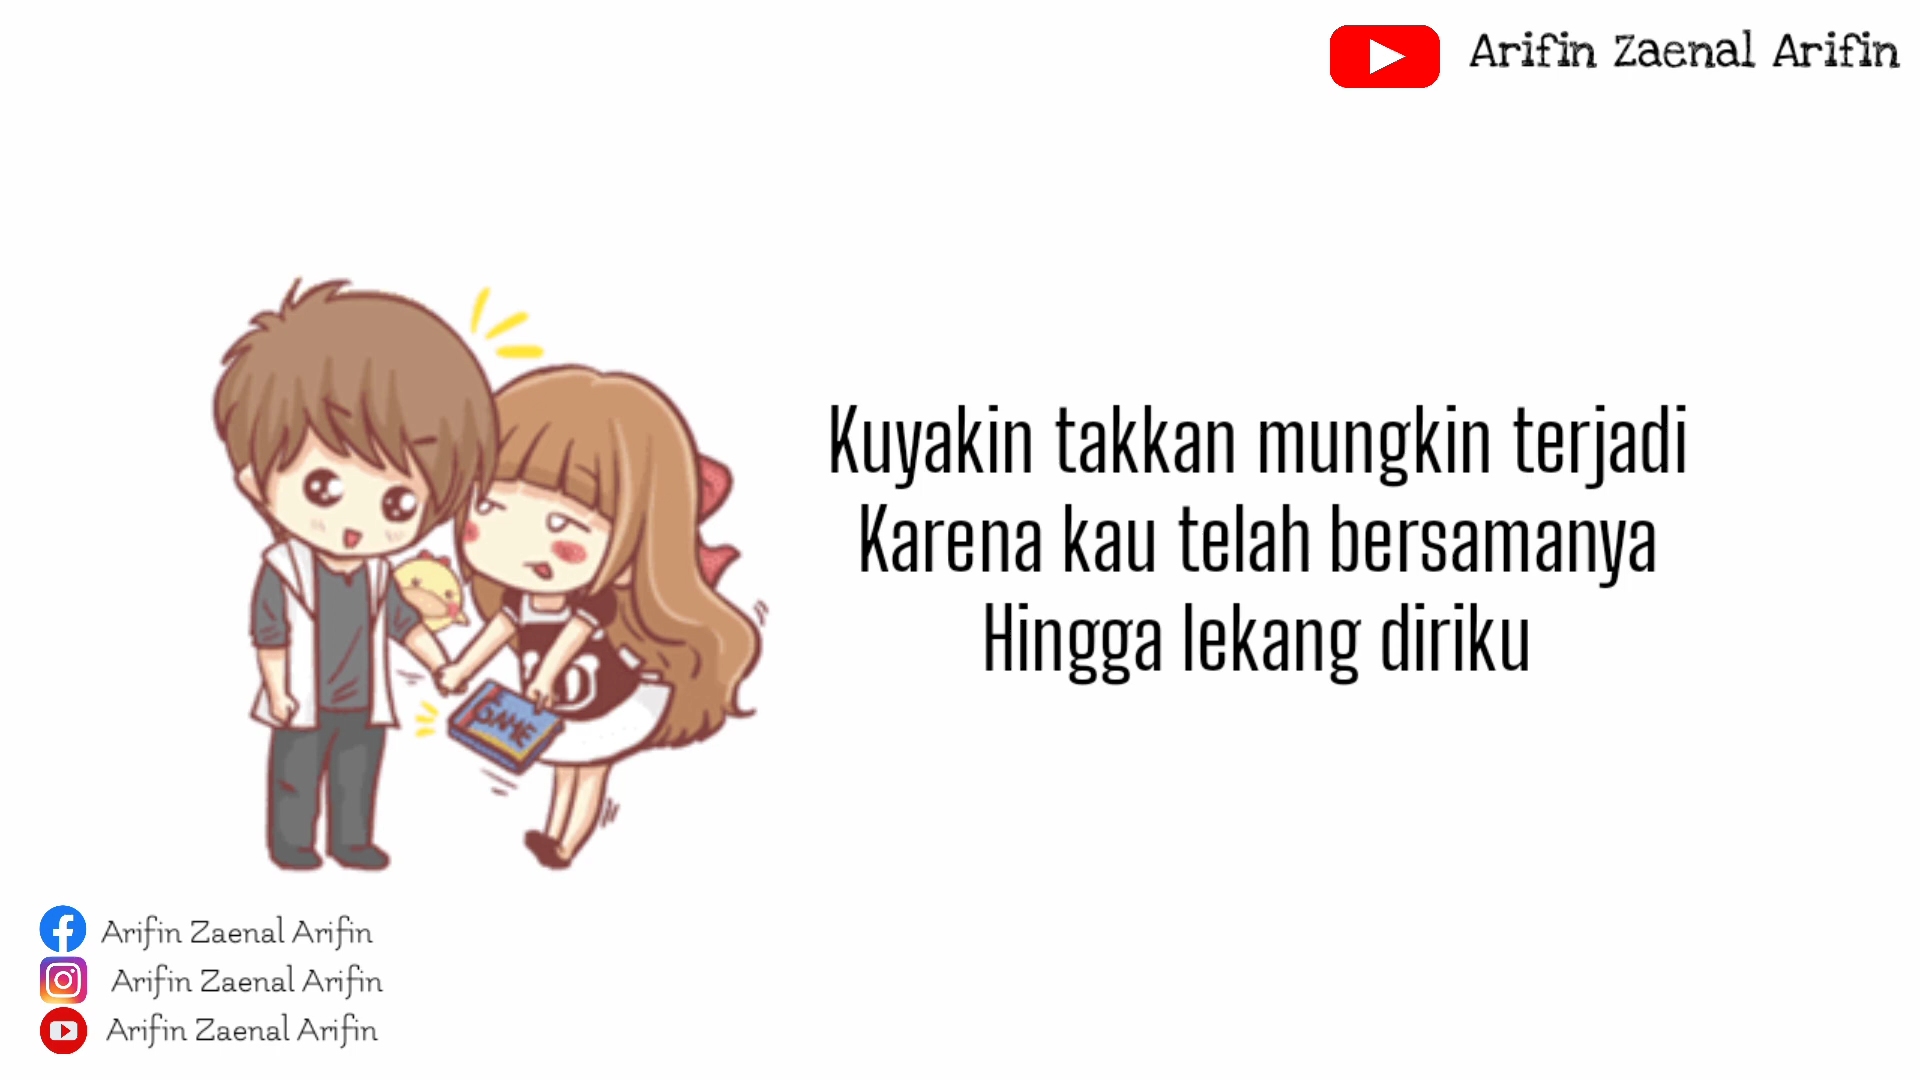 Arifin Zaenal Arifin
Kuyakin takkan mungkin terjadi
Karena kau telah bersamanya
Hingga lekang diriku
GAME
Arifin Zaenal Arifin
Arifin Zaenal Arifin
Arifin Zaenal Arifin